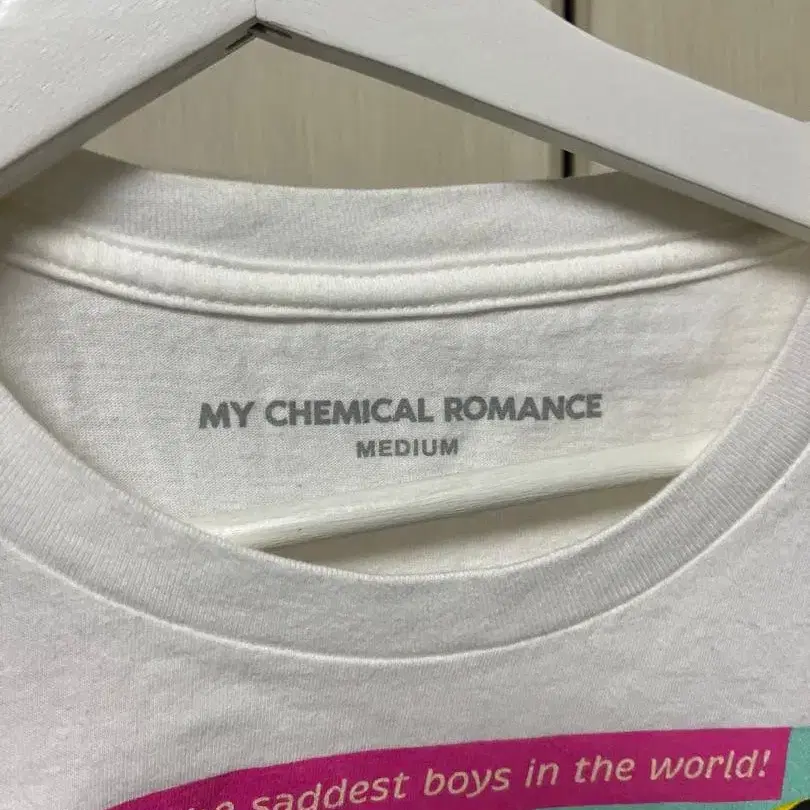 MY CHEMICAL ROMANCE
MEDIUM
saddest boys in the world!